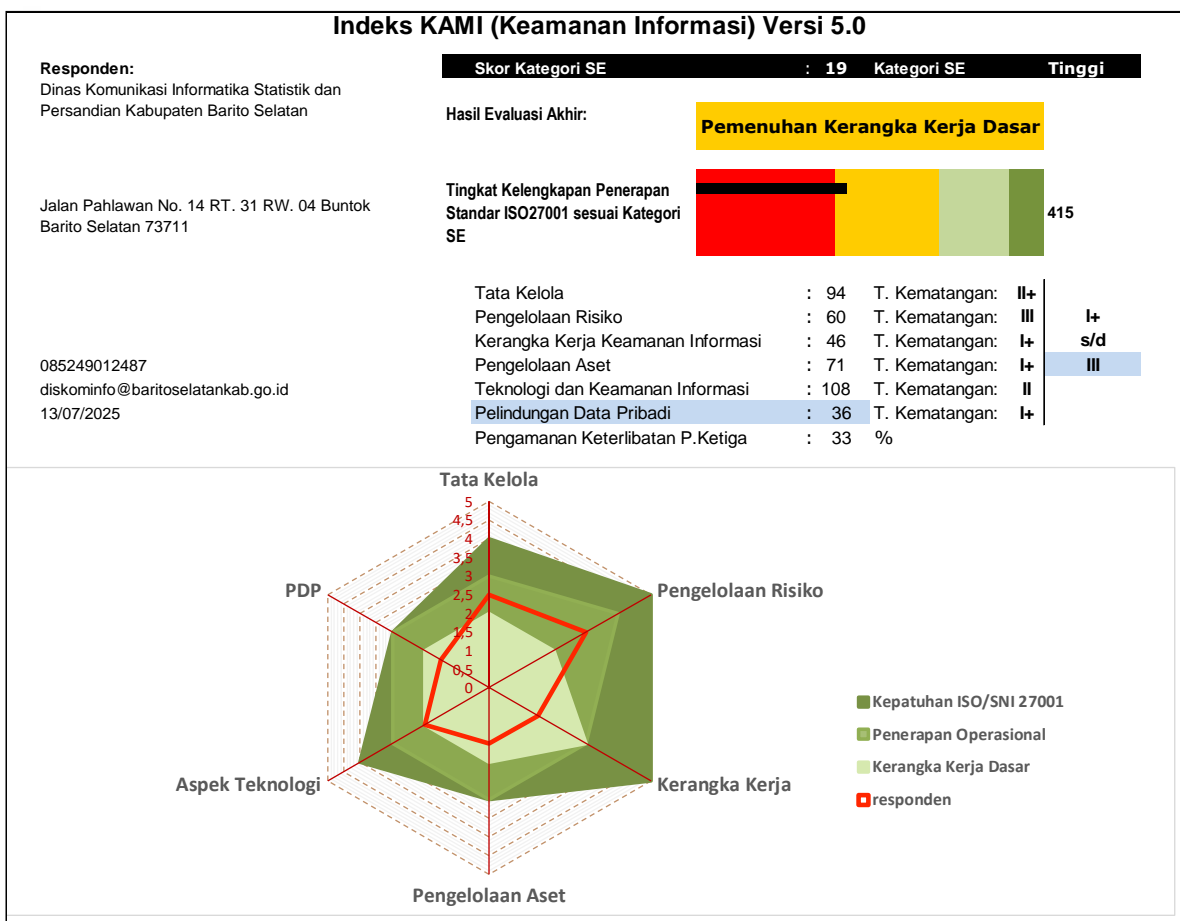 Indeks KAMI (Keamanan Informasi) Versi 5.0
Responden:
Dinas Komunikasi Informatika Statistik dan
Persandian Kabupaten Barito Selatan
Jalan Pahlawan No. 14 RT. 31 RW. 04 Buntok
Barito Selatan 73711
085249012487
diskominfo@baritoselatankab.go.id
13/07/2025
Skor Kategori SE : 19 Kategori SE Tinggi
Hasil Evaluasi Akhir:
Pemenuhan Kerangka Kerja Dasar
Tingkat Kelengkapan Penerapan
Standar ISO27001 sesuai Kategori
SE
415
Tata Kelola : 94 T. Kematangan: II+
Pengelolaan Risiko : 60 T. Kematangan: III I+
Kerangka Kerja Keamanan Informasi : 46 T. Kematangan: I+ s/d
Pengelolaan Aset : 71 T. Kematangan: I+ III
Teknologi dan Keamanan Informasi : 108 T. Kematangan: II
Pelindungan Data Pribadi : 36 T. Kematangan: I+
Pengamanan Keterlibatan P.Ketiga : 33 %
Tata Kelola
5
4,5
4
3,5
3
2,5
2
1,5
1
0,5
0
PDP
Pengelolaan Risiko
Aspek Teknologi
Kerangka Kerja
Pengelolaan Aset
Kepatuhan ISO/SNI 27001
Penerapan Operasional
Kerangka Kerja Dasar
responden